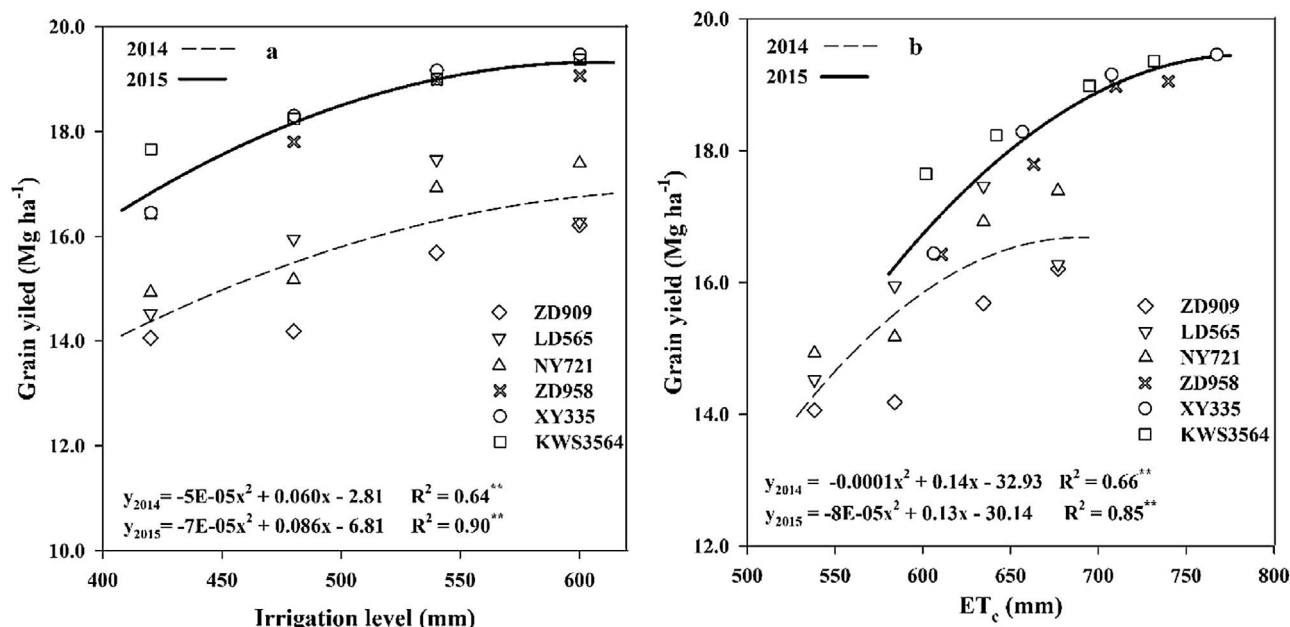 2014 a
2015
Grain yiled (Mg ha⁻¹)
20.0
18.0
16.0
14.0
12.0
10.0
ZD909
LD565
NY721
ZD958
XY335
KWS3564
y₂₀₁₄= -5E-05x² + 0.060x - 2.81 R² = 0.64**
y₂₀₁₅= -7E-05x² + 0.086x - 6.81 R² = 0.90**
400 450 500 550 600
Irrigation level (mm)
2014 b
2015
Grain yield (Mg ha⁻¹)
20.0
18.0
16.0
14.0
12.0
ZD909
LD565
NY721
ZD958
XY335
KWS3564
y₂₀₁₄ = -0.0001x² + 0.14x - 32.93 R² = 0.66**
y₂₀₁₅ = -8E-05x² + 0.13x - 30.14 R² = 0.85**
500 550 600 650 700 750 800
ETc (mm)